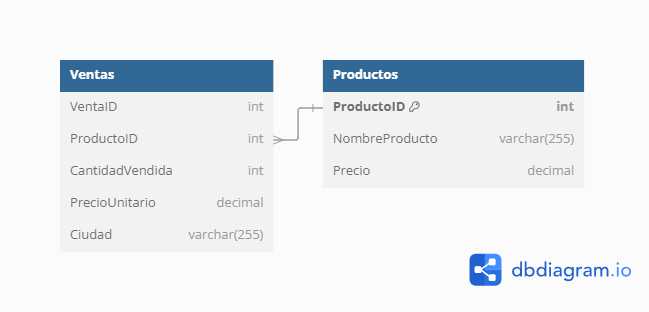 Ventas
VentaID int
ProductoID int
CantidadVendida int
PrecioUnitario decimal
Ciudad varchar(255)
Productos
ProductoID int
NombreProducto varchar(255)
Precio decimal
dbdiagram.io